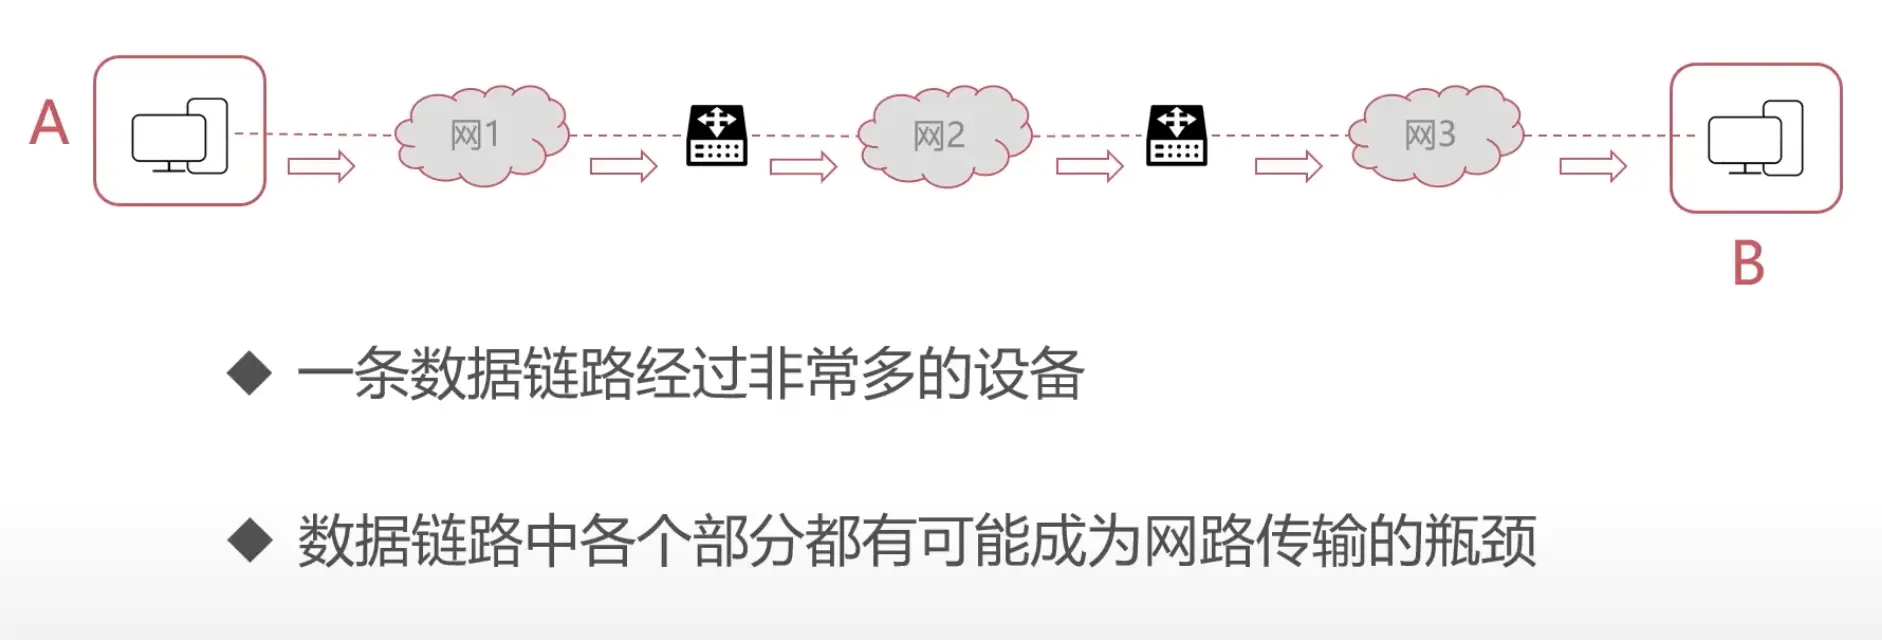 A
网1
网2
网3
B
一条数据链路经过非常多的设备
数据链路中各个部分都有可能成为网路传输的瓶颈